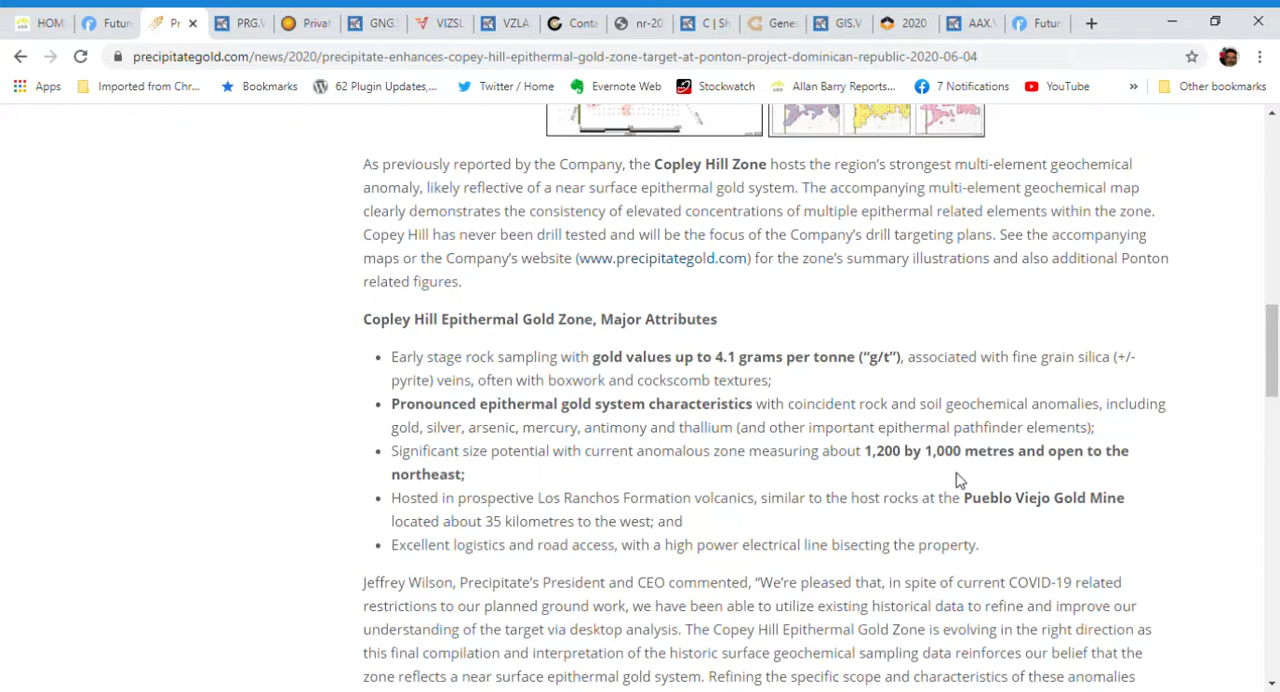 HOM
Futur
Pr
PRG.V
Privat
GNG.
VIZSL
VZLA.
Conta
nr-20
C | Sh
Gene
GIS.V
2020
AAX.V
Futur
precipitategold.com/news/2020/precipitate-enhances-copey-hill-epithermal-gold-zone-target-at-ponton-project-dominican-republic-2020-06-04
Apps
Imported from Chr...
Bookmarks
62 Plugin Updates,...
Twitter / Home
Evernote Web
Stockwatch
Allan Barry Reports...
7 Notifications
YouTube
»
Other bookmarks
As previously reported by the Company, the Copley Hill Zone hosts the region's strongest multi-element geochemical
anomaly, likely reflective of a near surface epithermal gold system. The accompanying multi-element geochemical map
clearly demonstrates the consistency of elevated concentrations of multiple epithermal related elements within the zone.
Copey Hill has never been drill tested and will be the focus of the Company's drill targeting plans. See the accompanying
maps or the Company's website (www.precipitategold.com) for the zone's summary illustrations and also additional Ponton
related figures.
Copley Hill Epithermal Gold Zone, Major Attributes
• Early stage rock sampling with gold values up to 4.1 grams per tonne (“g/t”), associated with fine grain silica (+/-
pyrite) veins, often with boxwork and cockscomb textures;
• Pronounced epithermal gold system characteristics with coincident rock and soil geochemical anomalies, including
gold, silver, arsenic, mercury, antimony and thallium (and other important epithermal pathfinder elements);
• Significant size potential with current anomalous zone measuring about 1,200 by 1,000 metres and open to the
northeast;
• Hosted in prospective Los Ranchos Formation volcanics, similar to the host rocks at the Pueblo Viejo Gold Mine
located about 35 kilometres to the west; and
• Excellent logistics and road access, with a high power electrical line bisecting the property.
Jeffrey Wilson, Precipitate's President and CEO commented, “We're pleased that, in spite of current COVID-19 related
restrictions to our planned ground work, we have been able to utilize existing historical data to refine and improve our
understanding of the target via desktop analysis. The Copey Hill Epithermal Gold Zone is evolving in the right direction as
this final compilation and interpretation of the historic surface geochemical sampling data reinforces our belief that the
zone reflects a near surface epithermal gold system. Refining the specific scope and characteristics of these anomalies